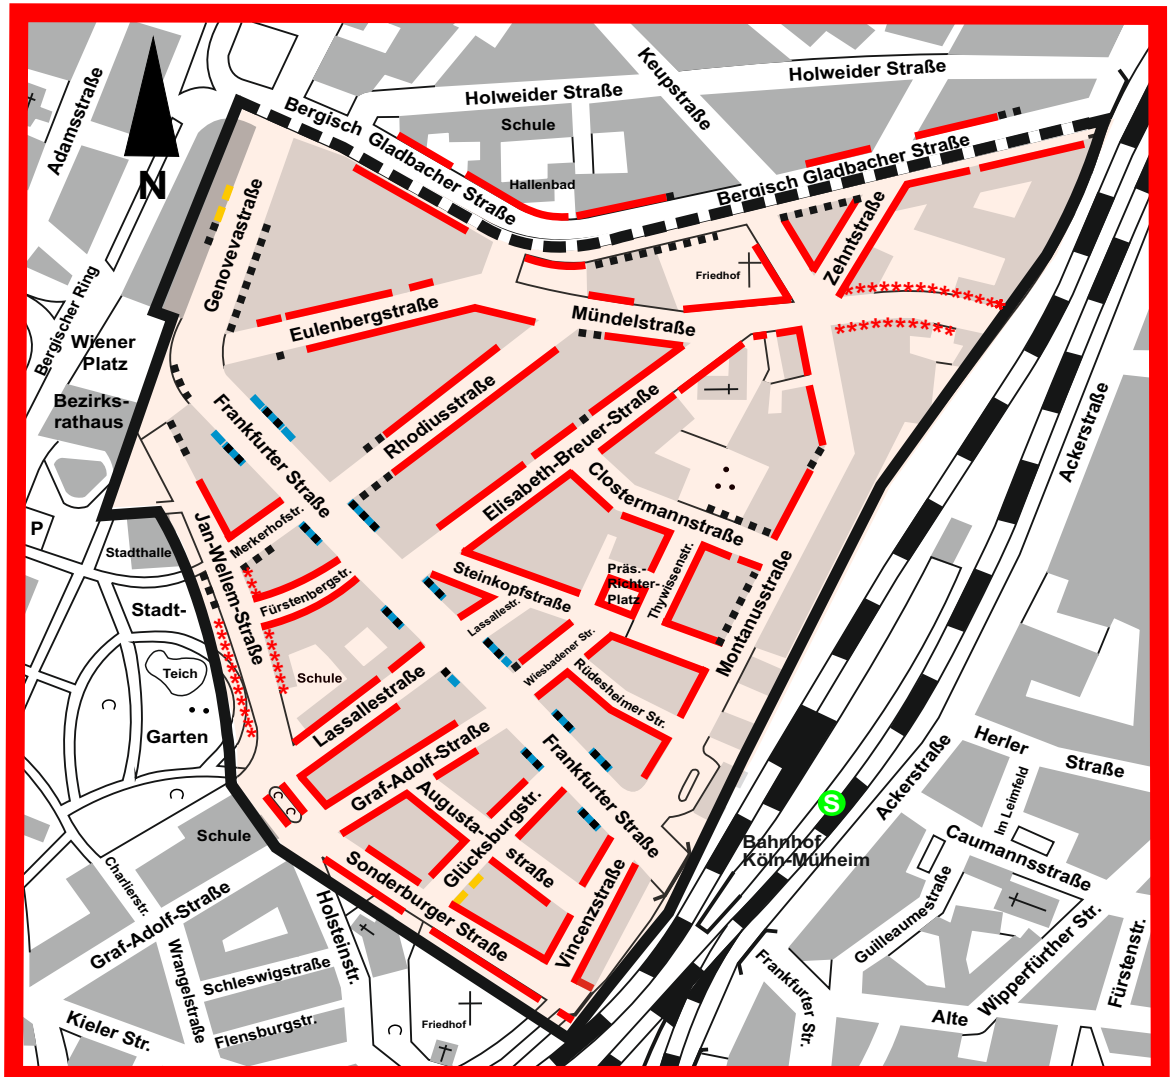 Holweider Straße
Keupstraße
Holweider Straße
Adamsstraße
Bergisch Gladbacher Straße
Schule
Hallenbad
Bergisch Gladbacher Straße
N
Genovevastraße
Zehntstraße
Friedhof
Bergischer Ring
Eulenbergstraße
Mündelstraße
Wiener
Platz
Bezirks-
rathaus
Frankfurter Straße
Rhodiusstraße
Elisabeth-Breuer-Straße
Ackerstraße
Clostermannstraße
P
Stadthalle
Jan-Wellem-Straße
Merkerhofstr.
Fürstenbergstr.
Steinkopfstraße
Präs.-
Richter-
Platz
Thywissenstr.
Montanusstraße
Stadt-
Garten
Teich
Schule
Lassallestr.
Wiesbadener Str.
Rüdesheimer Str.
Lassallestraße
Graf-Adolf-Straße
Frankfurter Straße
Augusta-
straße
Glücksburgstr.
Sonderburger Straße
Vincenzstraße
Schule
S
Bahnhof
Köln-Mülheim
Ackerstraße
Herler
Straße
Im Leimfeld
Caumannsstraße
Guilleaumestraße
Wipperfürther Str.
Fürstenstr.
Charlierstr.
Graf-Adolf-Straße
Holsteinstr.
Wrangelstraße
Schleswigstraße
Flensburgstr.
Kieler Str.
Friedhof
Frankfurter Str.
Alte